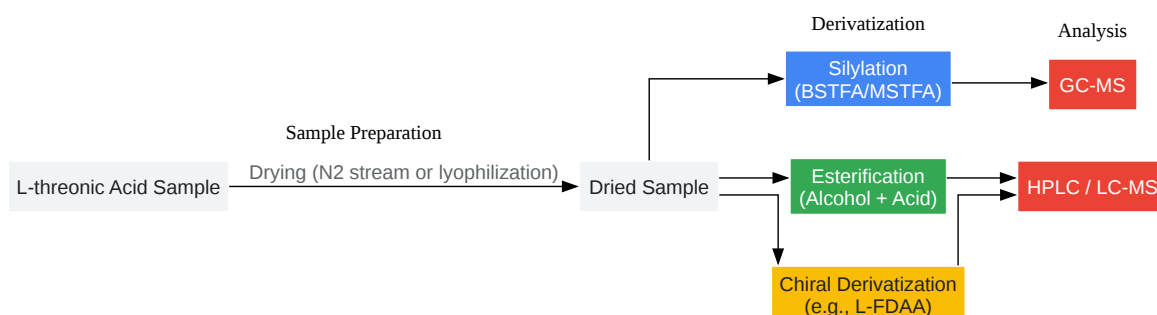 Derivatization
Analysis
Silylation
(BSTFA/MSTFA)
GC-MS
Sample Preparation
L-threonic Acid Sample
Drying (N2 stream or lyophilization)
Dried Sample
Esterification
(Alcohol + Acid)
HPLC / LC-MS
Chiral Derivatization
(e.g., L-FDAA)